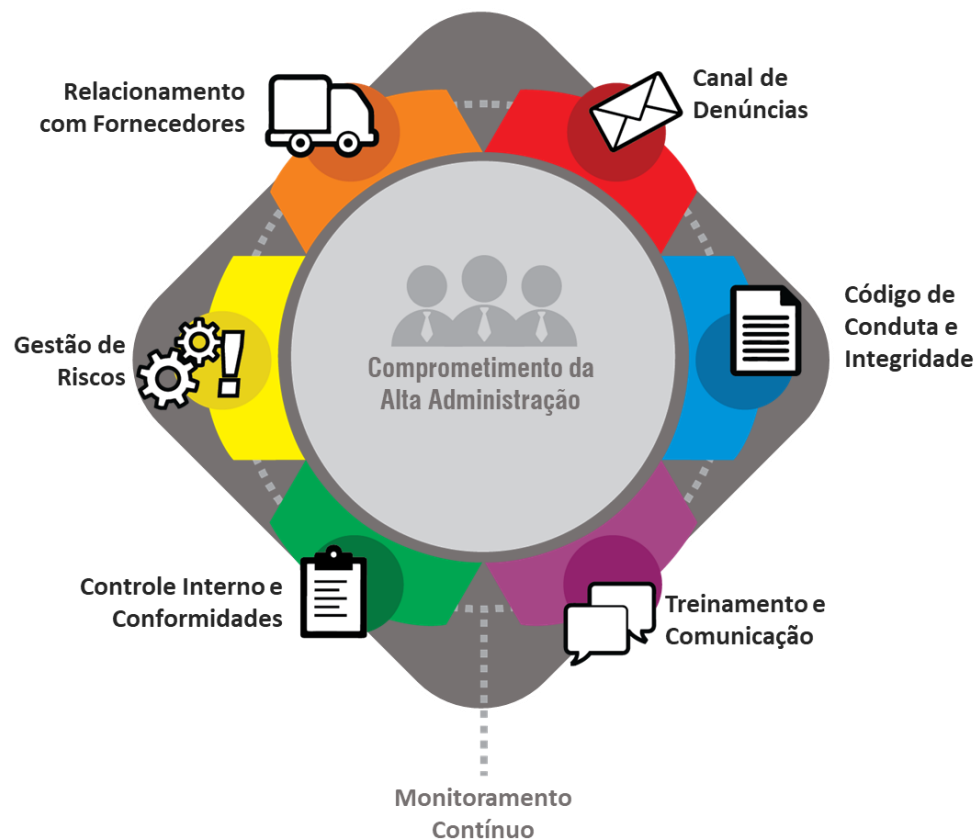 Relacionamento
com Fornecedores
Canal de
Denúncias
Código de
Conduta e
Integridade
Gestão de
Riscos
Comprometimento da
Alta Administração
Controle Interno e
Conformidades
Treinamento e
Comunicação
Monitoramento
Contínuo